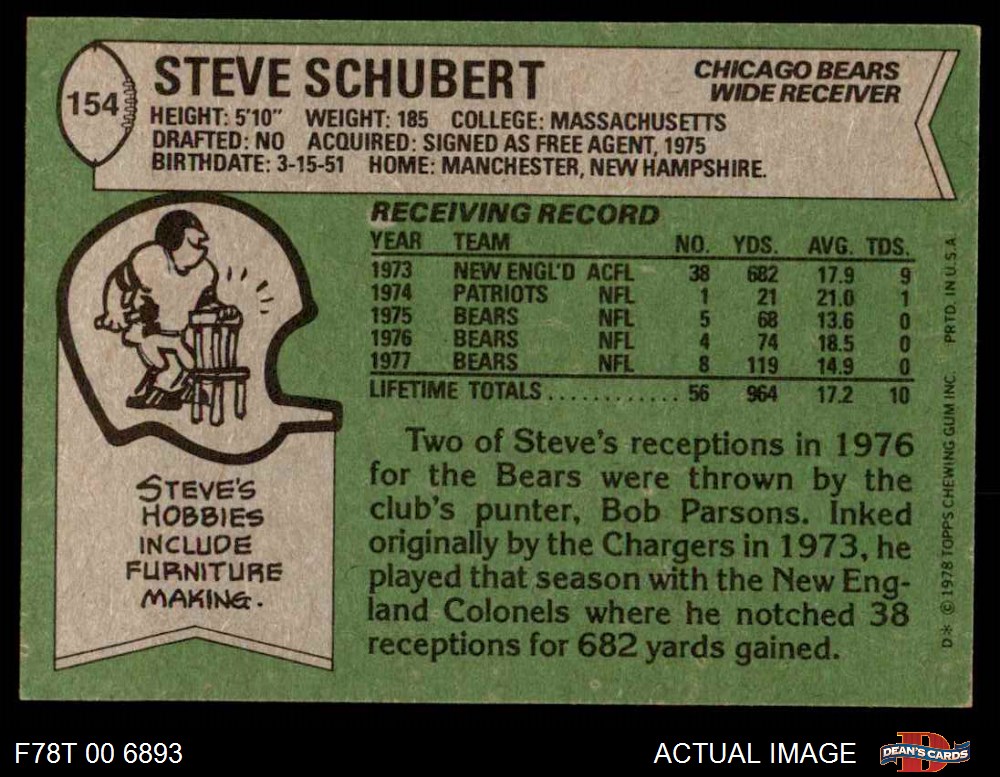 154
STEVE SCHUBERT
CHICAGO BEARS
WIDE RECEIVER
HEIGHT: 5'10" WEIGHT: 185 COLLEGE: MASSACHUSETTS
DRAFTED: NO ACQUIRED: SIGNED AS FREE AGENT, 1975
BIRTHDATE: 3-15-51 HOME: MANCHESTER, NEW HAMPSHIRE.
RECEIVING RECORD
YEAR TEAM NO. YDS. AVG. TDS.
1973 NEW ENGL'D ACFL 38 682 17.9 9
1974 PATRIOTS NFL 1 21 21.0 1
1975 BEARS NFL 5 68 13.6 0
1976 BEARS NFL 4 74 18.5 0
1977 BEARS NFL 8 119 14.9 0
LIFETIME TOTALS............ 56 964 17.2 10
Two of Steve's receptions in 1976
for the Bears were thrown by the
club's punter, Bob Parsons. Inked
originally by the Chargers in 1973, he
played that season with the New Eng-
land Colonels where he notched 38
receptions for 682 yards gained.
STEVE'S
HOBBIES
INCLUDE
FURNITURE
MAKING.
D* © 1978 TOPPS CHEWING GUM INC. PRTD. IN U.S.A.
F78T 00 6893
ACTUAL IMAGE
D
DEAN'S CARDS